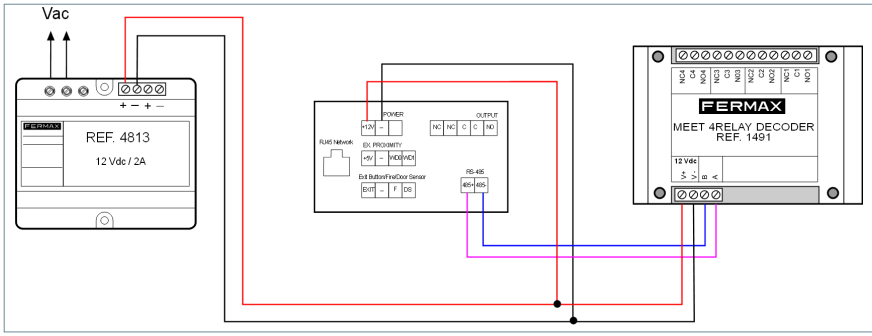 Vac
+ − + −
FERMAX
REF. 4813
12 Vdc / 2A
POWER
+12V −
OUTPUT
NC NC C C NO
RJ45 Network
EX. PROXIMITY
+5V − WD0 WD1
Exit Button/Fire/Door Sensor
EXIT − F DS
RS-485
485+ 485-
NC4 C4 NO4 NC3 C3 N03 NC2 C2 NO2 NC1 C1 NO1
FERMAX
MEET 4RELAY DECODER
REF. 1491
12 Vdc
V+ V- B A